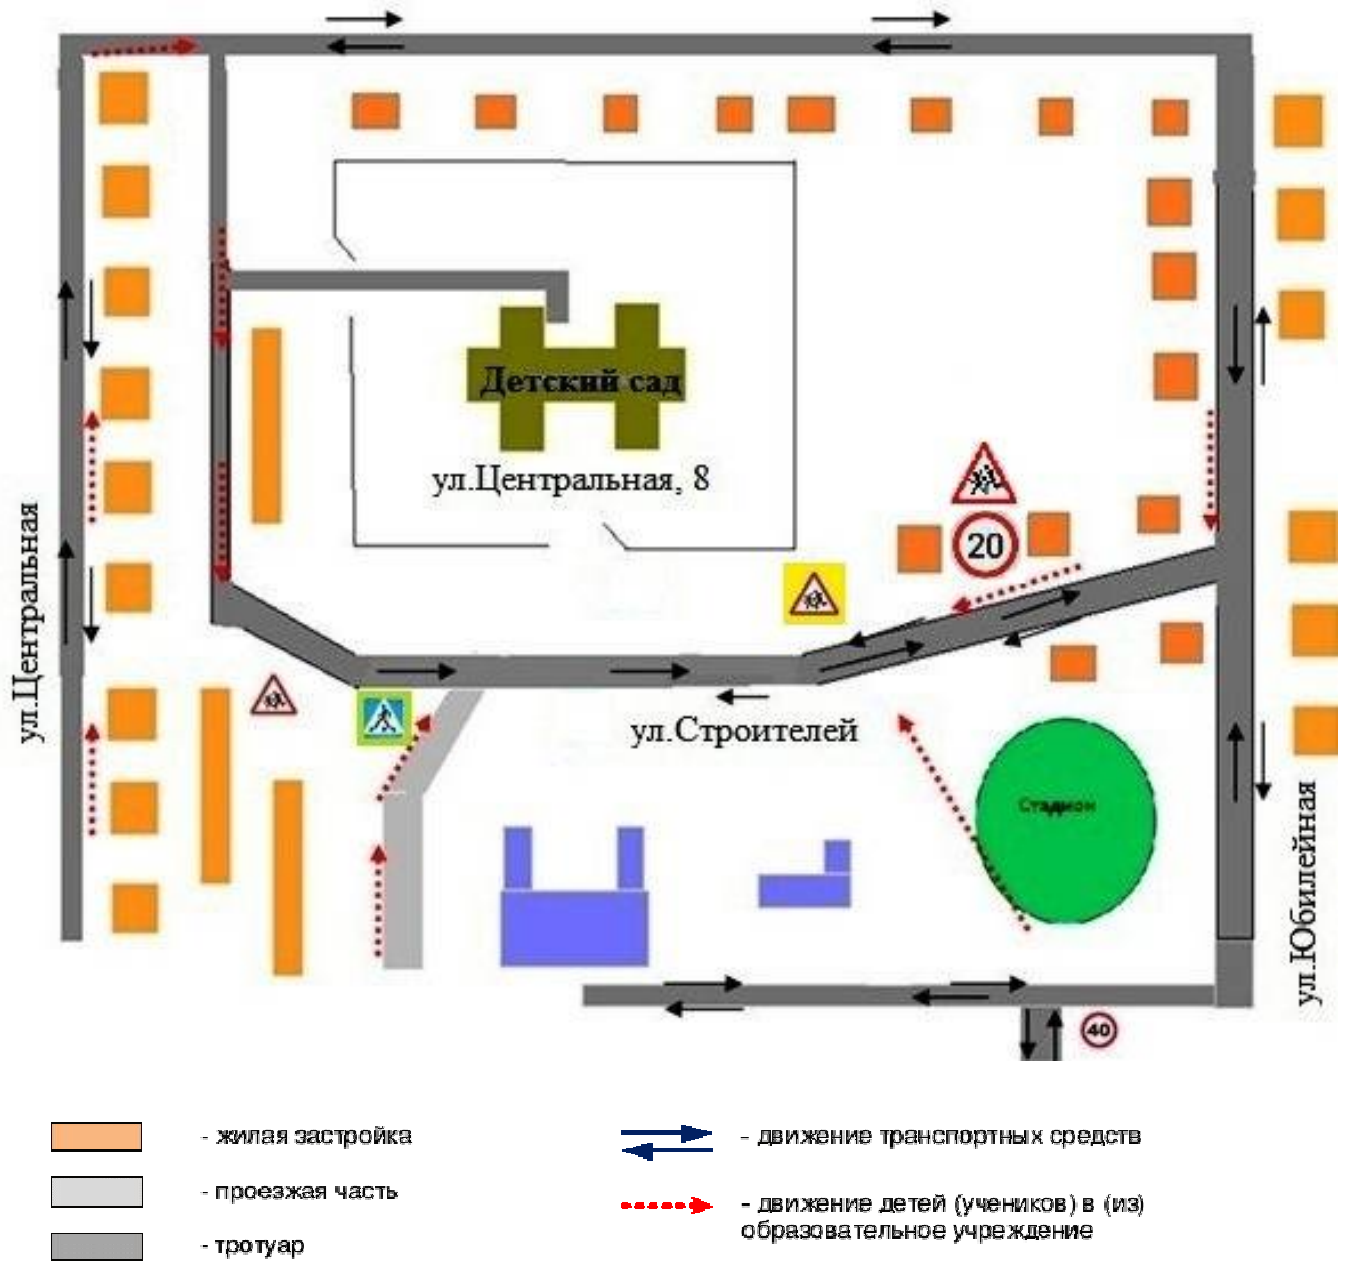 Детский сад
ул.Центральная, 8
20
ул.Центральная
ул.Строителей
Стадион
ул.Юбилейная
40
- жилая застройка
- проезжая часть
- тротуар
- движение транспортных средств
- движение детей (учеников) в (из)
образовательное учреждение